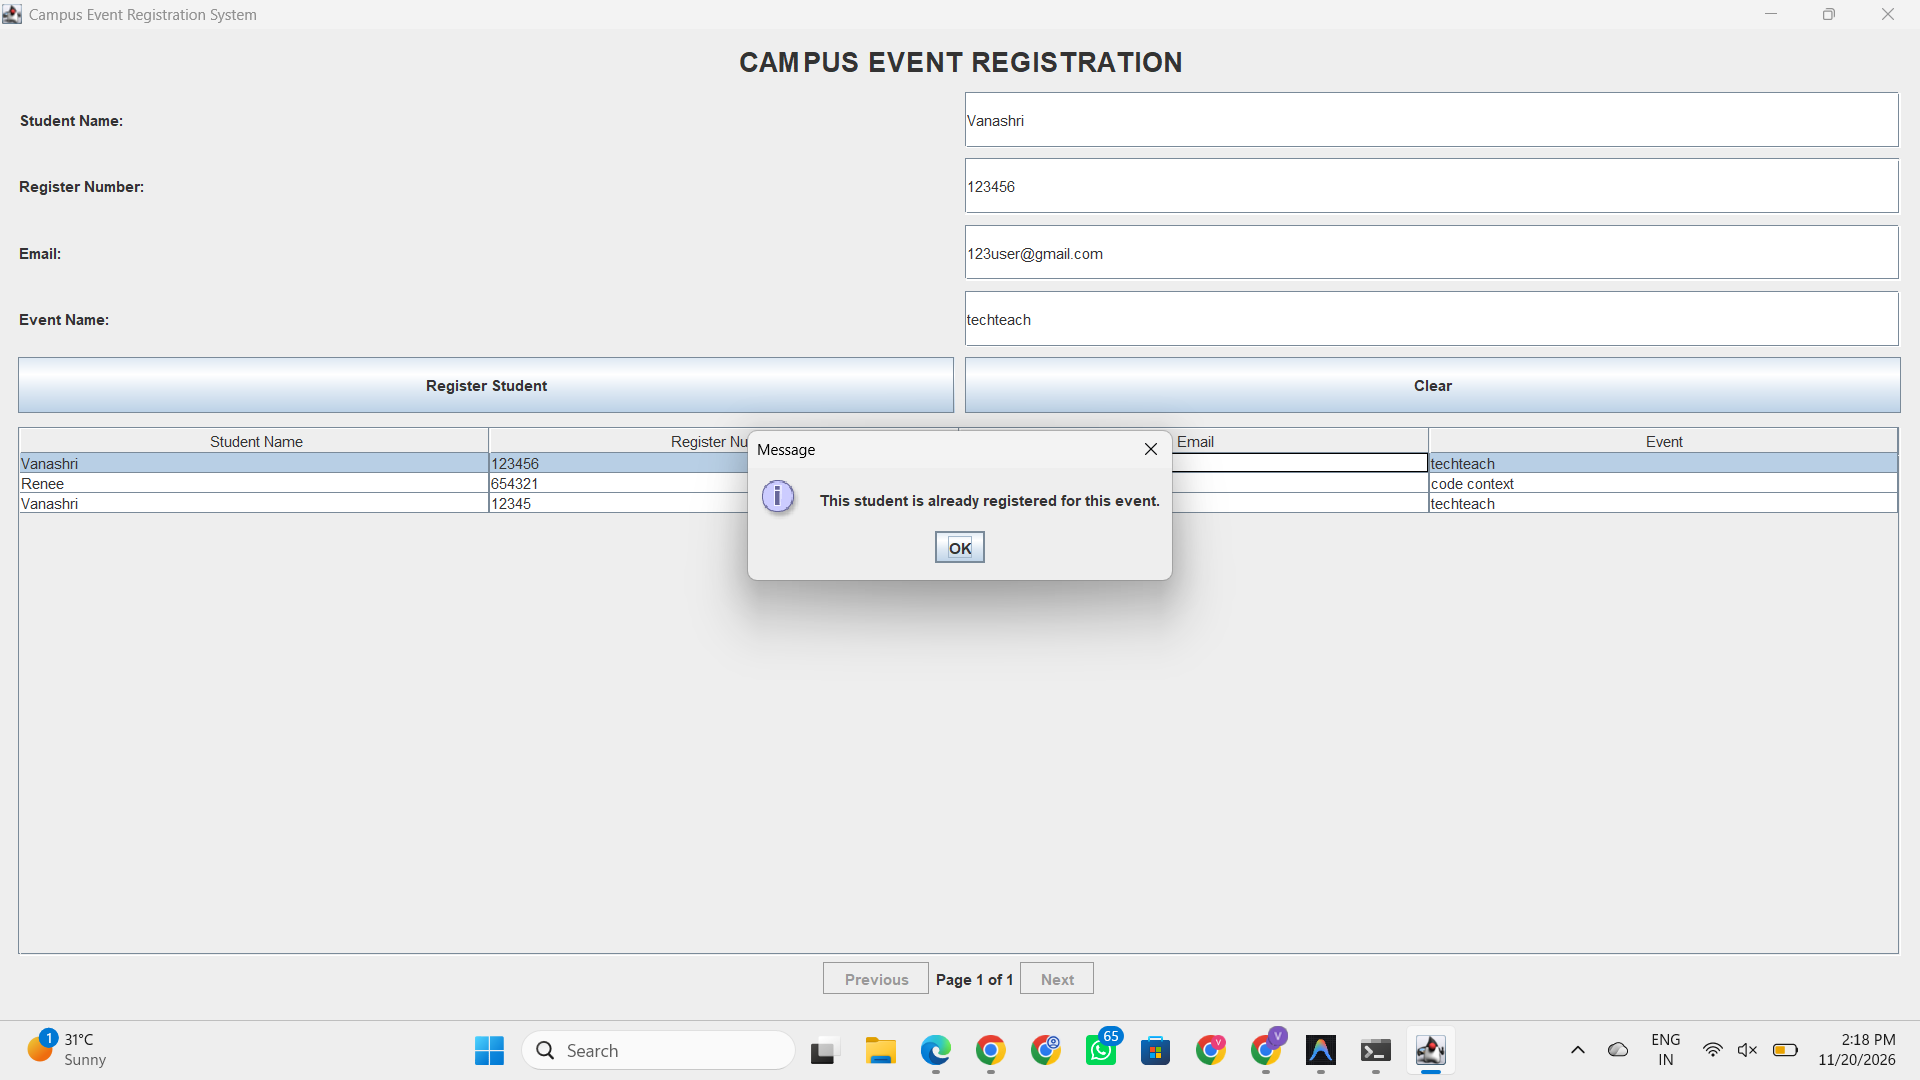 Campus Event Registration System
CAMPUS EVENT REGISTRATION
Student Name:
Vanashri
Register Number:
123456
Email:
123user@gmail.com
Event Name:
techteach
Register Student
Clear
Student Name Register Nu Email Event
Vanashri 123456 techteach
Renee 654321 code context
Vanashri 12345 techteach
Message
This student is already registered for this event.
OK
Previous Page 1 of 1 Next
1
31°C
Sunny
Search
65
V
V
ENG
IN
2:18 PM
11/20/2026